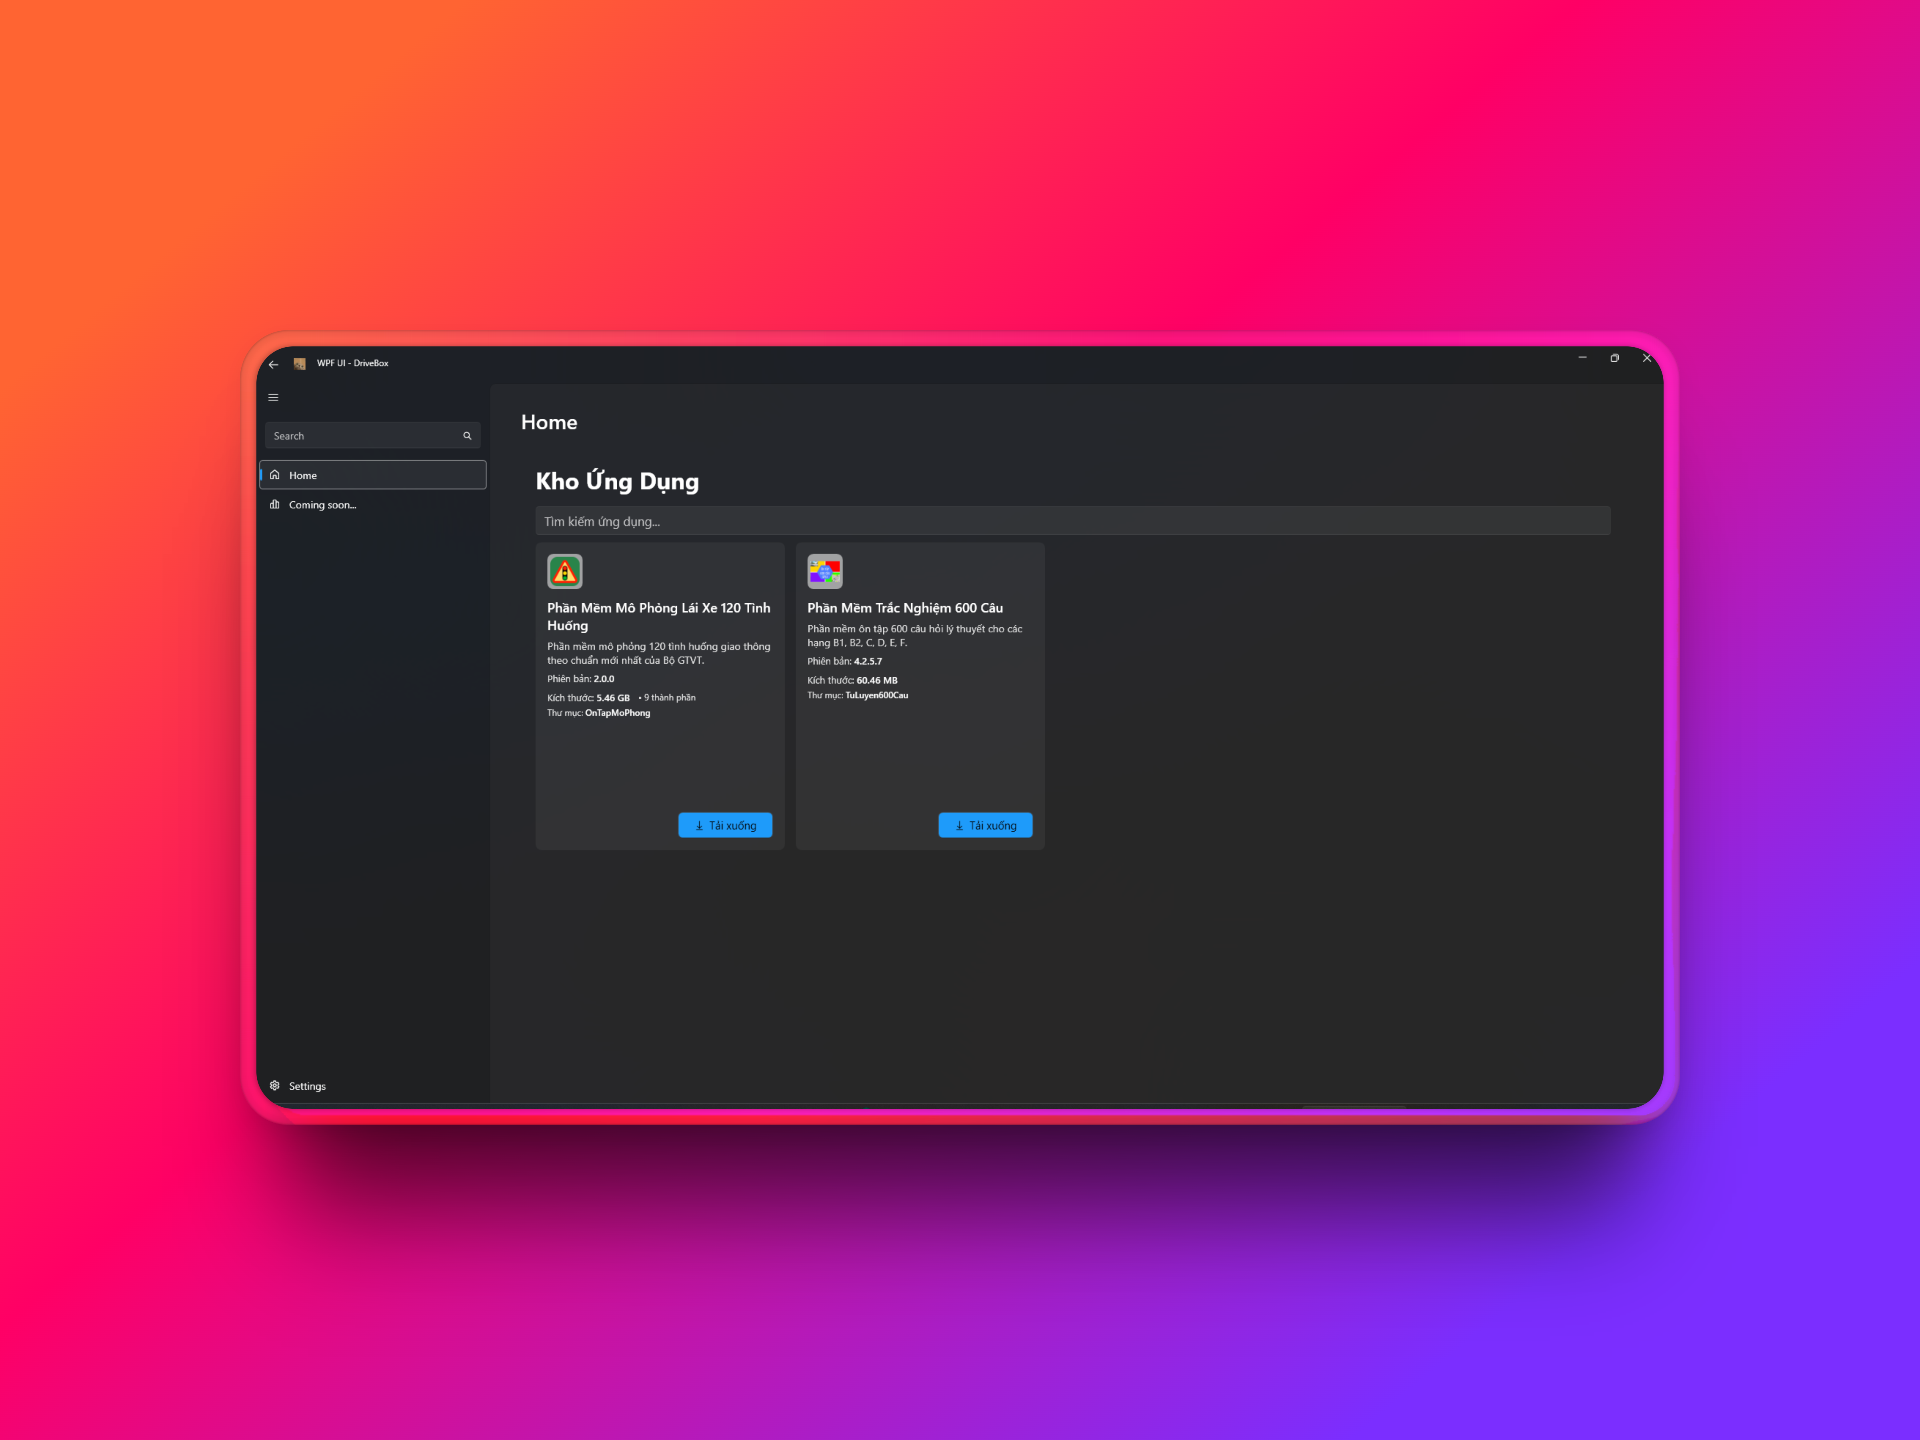 WPF UI - DriveBox
Search
Home
Coming soon...
Settings
Home
Kho Ứng Dụng
Tìm kiếm ứng dụng...
Phần Mềm Mô Phỏng Lái Xe 120 Tình
Huống
Phần mềm mô phỏng 120 tình huống giao thông
theo chuẩn mới nhất của Bộ GTVT.
Phiên bản: 2.0.0
Kích thước: 5.46 GB • 9 thành phần
Thư mục: OnTapMoPhong
Tải xuống
Phần Mềm Trắc Nghiệm 600 Câu
Phần mềm ôn tập 600 câu hỏi lý thuyết cho các
hạng B1, B2, C, D, E, F.
Phiên bản: 4.2.5.7
Kích thước: 60.46 MB
Thư mục: TuLuyen600Cau
Tải xuống